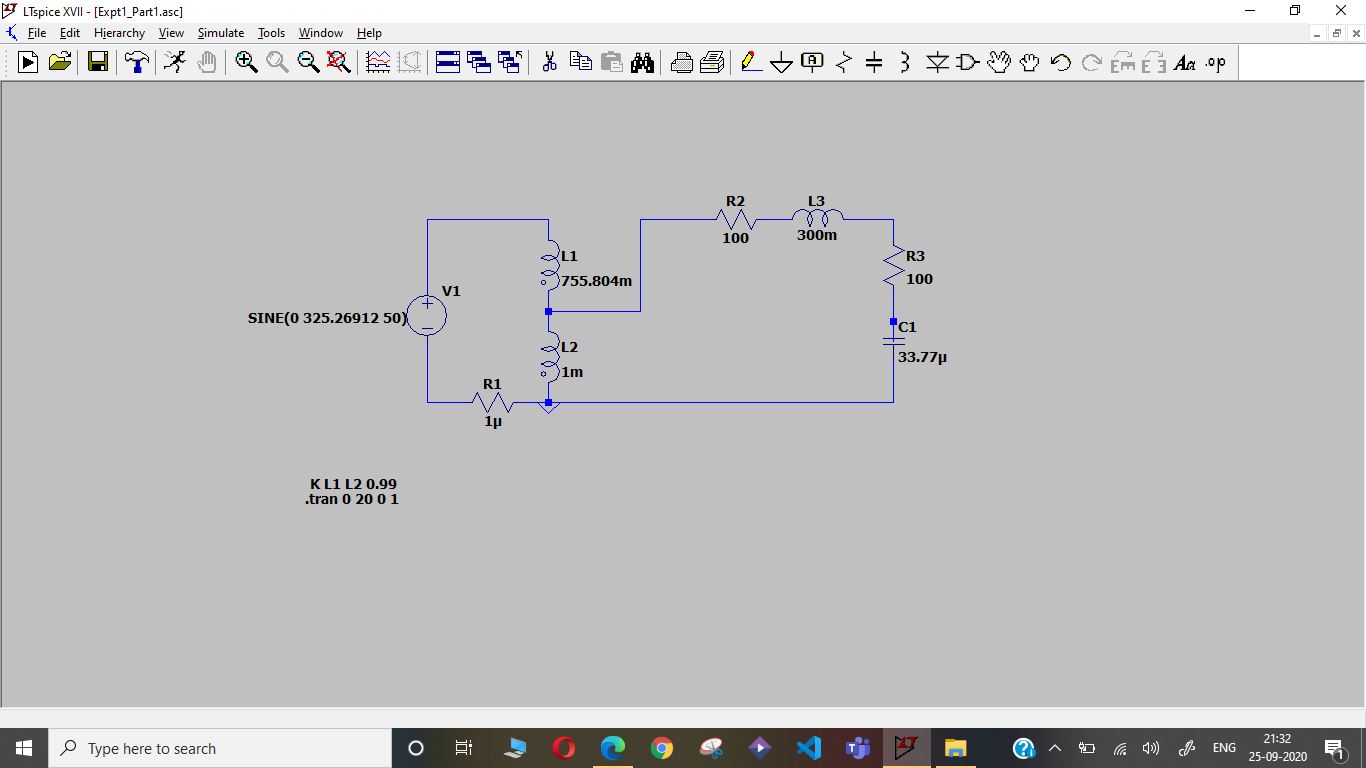 LTspice XVII - [Expt1_Part1.asc]
File Edit Hierarchy View Simulate Tools Window Help
A Aa .op
R2 L3
100 300m
L1 R3
755.804m 100
V1
SINE(0 325.26912 50)
C1
L2 33.77µ
1m
R1
1µ
K L1 L2 0.99
.tran 0 20 0 1
Type here to search
ENG 21:32
25-09-2020
1